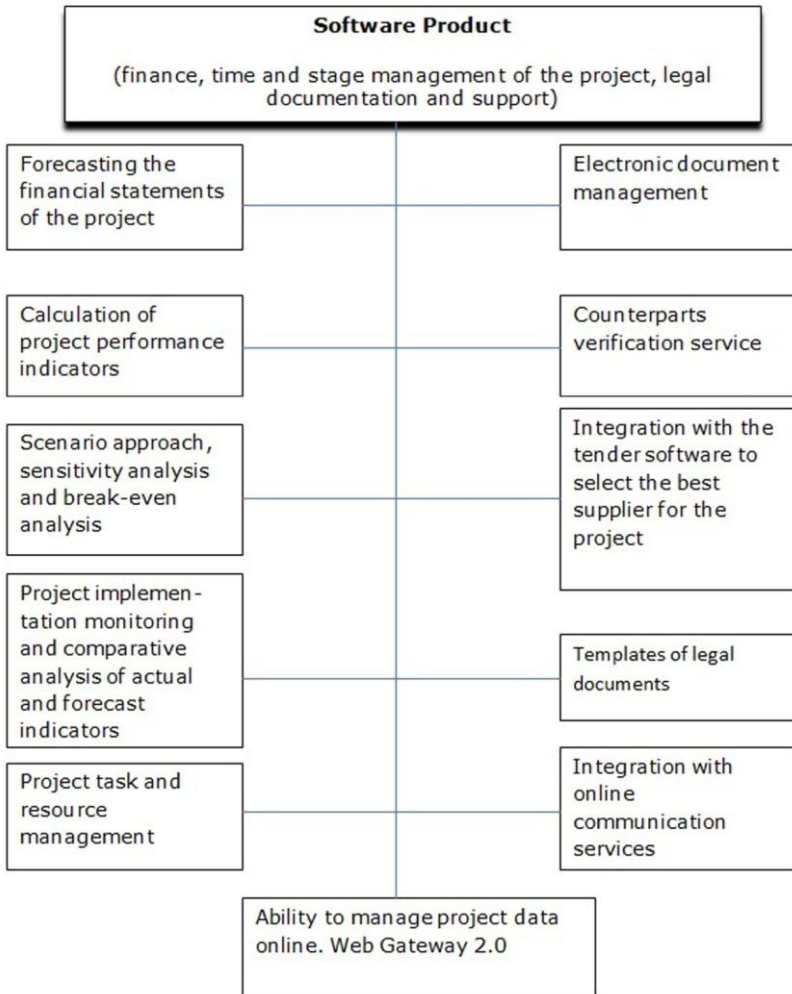 Software Product
(finance, time and stage management of the project, legal
documentation and support)
Forecasting the
financial statements
of the project
Electronic document
management
Calculation of
project performance
indicators
Counterparts
verification service
Scenario approach,
sensitivity analysis
and break-even
analysis
Integration with the
tender software to
select the best
supplier for the
project
Project implemen-
tation monitoring
and comparative
analysis of actual
and forecast
indicators
Templates of legal
documents
Project task and
resource
management
Integration with
online
communication
services
Ability to manage project data
online. Web Gateway 2.0